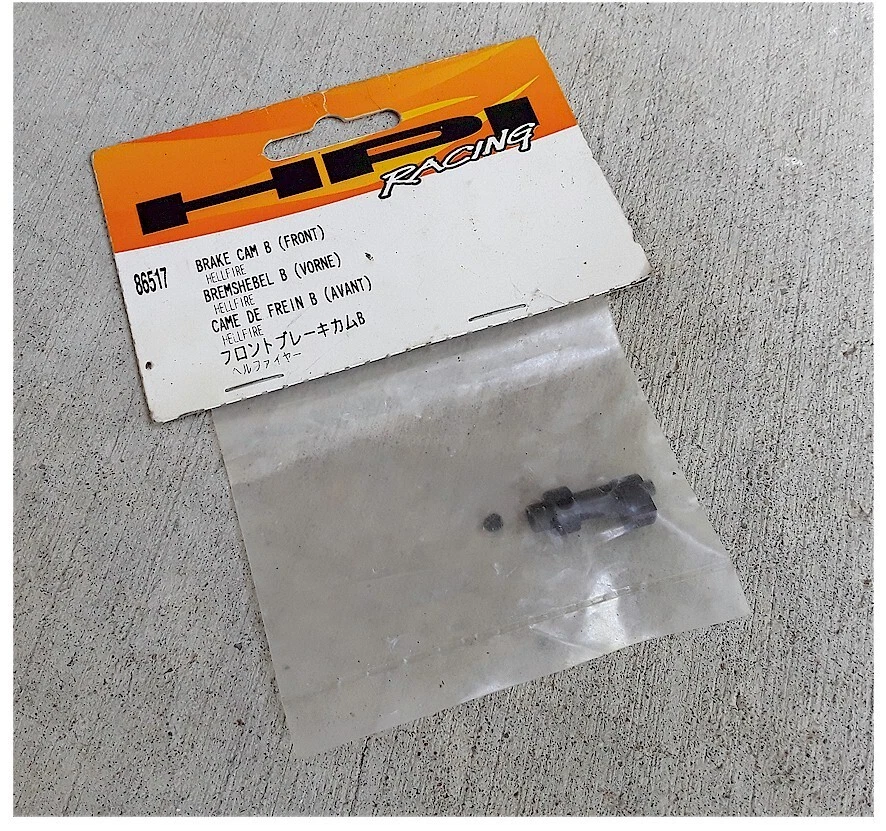 HPI
RACING
86517
BRAKE CAM B (FRONT)
HELLFIRE
BREMSHEBEL B (VORNE)
HELLFIRE
CAME DE FREIN B (AVANT)
HELLFIRE
フロントブレーキカムB
ヘルファイヤー